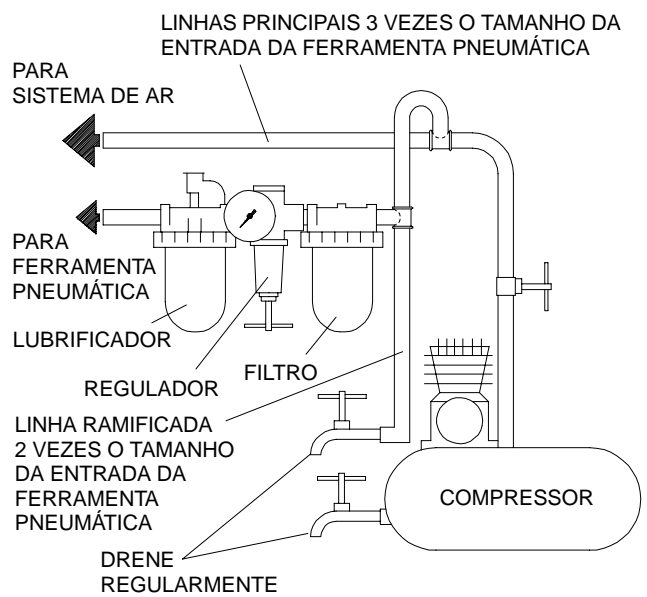 LINHAS PRINCIPAIS 3 VEZES O TAMANHO DA
ENTRADA DA FERRAMENTA PNEUMÁTICA
PARA
SISTEMA DE AR
PARA
FERRAMENTA
PNEUMÁTICA
LUBRIFICADOR
REGULADOR
FILTRO
LINHA RAMIFICADA
2 VEZES O TAMANHO
DA ENTRADA DA
FERRAMENTA
PNEUMÁTICA
COMPRESSOR
DRENE
REGULARMENTE